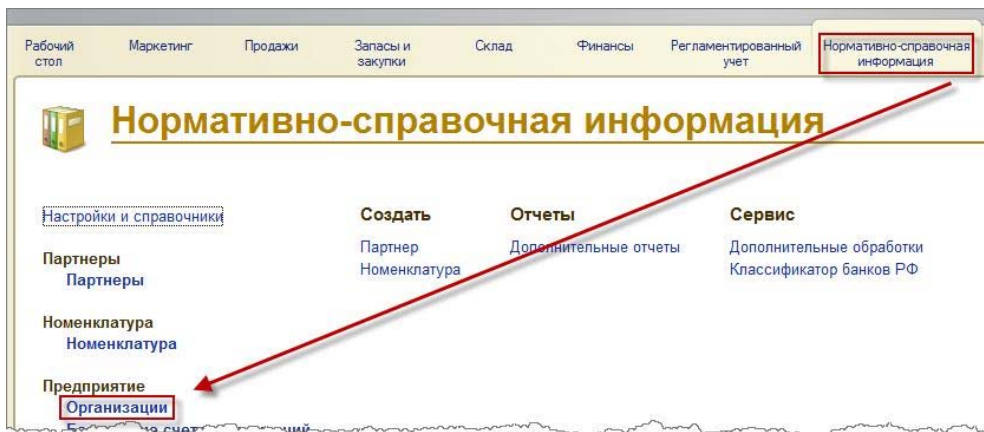 Рабочий стол
Маркетинг
Продажи
Запасы и закупки
Склад
Финансы
Регламентированный учет
Нормативно-справочная информация
Нормативно-справочная информация
Настройки и справочники
Партнеры
Партнеры
Номенклатура
Номенклатура
Предприятие
Организации
Создать
Партнер
Номенклатура
Отчеты
Дополнительные отчеты
Сервис
Дополнительные обработки
Классификатор банков РФ